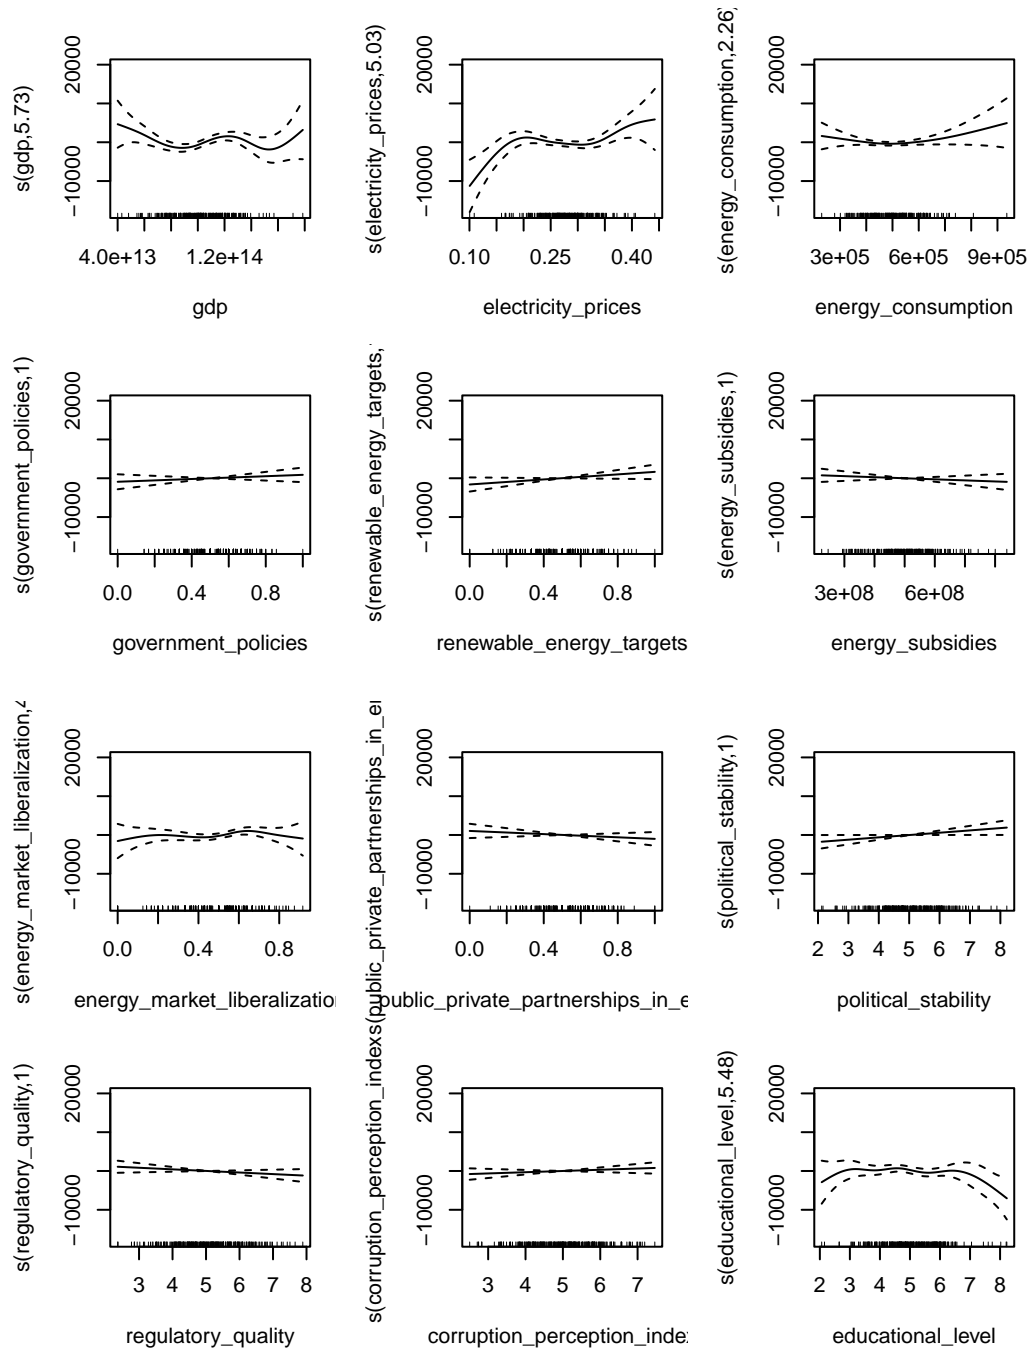 s(gdp,5.73)
20000
−10000
4.0e+13 1.2e+14
gdp
s(electricity_prices,5.03)
20000
−10000
0.10 0.25 0.40
electricity_prices
s(energy_consumption,2.26)
20000
−10000
3e+05 6e+05 9e+05
energy_consumption
s(government_policies,1)
20000
−10000
0.0 0.4 0.8
government_policies
s(renewable_energy_targets,
20000
−10000
0.0 0.4 0.8
renewable_energy_targets
s(energy_subsidies,1)
20000
−10000
3e+08 6e+08
energy_subsidies
s(energy_market_liberalization,4
20000
−10000
0.0 0.4 0.8
energy_market_liberalization
s(public_private_partnerships_in_e
20000
−10000
0.0 0.4 0.8
public_private_partnerships_in_e
s(political_stability,1)
20000
−10000
2 3 4 5 6 7 8
political_stability
s(regulatory_quality,1)
20000
−10000
3 4 5 6 7 8
regulatory_quality
s(corruption_perception_index
20000
−10000
3 4 5 6 7
corruption_perception_inde
s(educational_level,5.48)
20000
−10000
2 3 4 5 6 7 8
educational_level